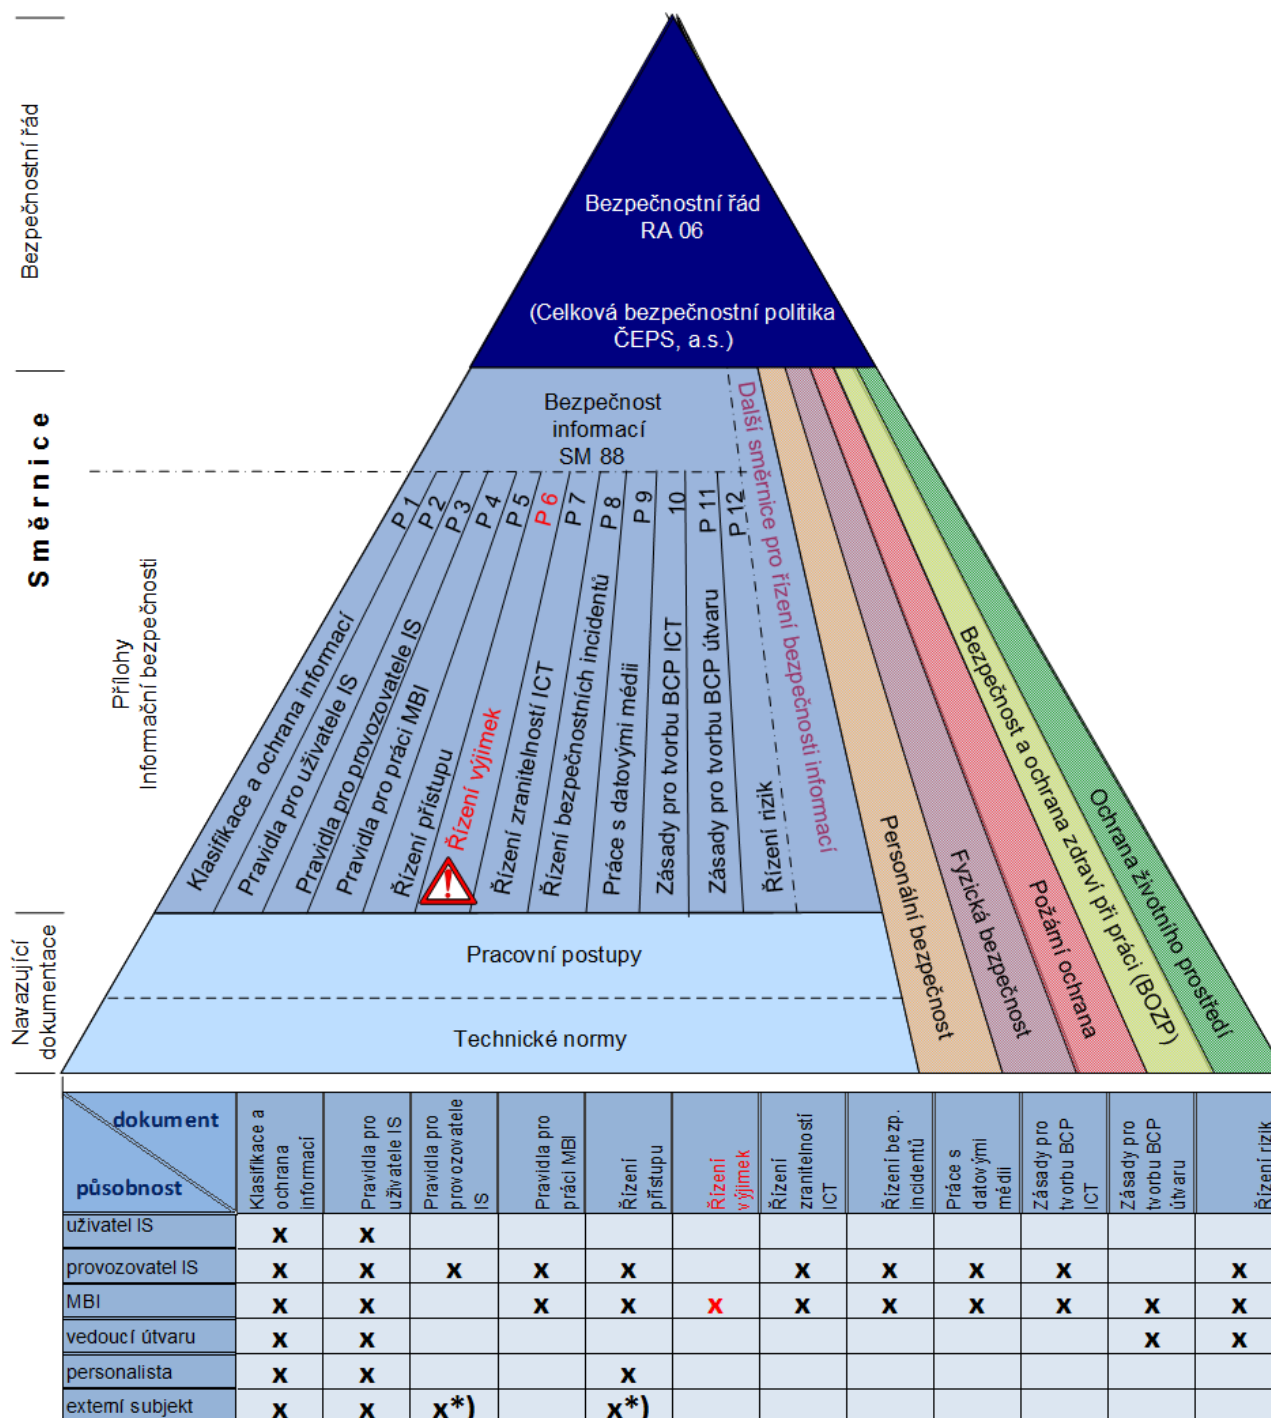 Bezpečnostní řád
Bezpečnostní řád
RA 06
(Celková bezpečnostní politika
ČEPS, a.s.)
Směrnice
Bezpečnost
informací
SM 88
Další směrnice pro řízení bezpečnosti informací
Přílohy
Informační bezpečnosti
P 1
P 2
P 3
P 4
P 5
P 6
P 7
P 8
P 9
10
P 11
P 12
Klasifikace a ochrana informací
Pravidla pro uživatele IS
Pravidla pro provozovatele IS
Pravidla pro práci MBI
Řízení přístupu
Řízení výjimek
Řízení zranitelností ICT
Řízení bezpečnostních incidentů
Práce s datovými médii
Zásady pro tvorbu BCP ICT
Zásady pro tvorbu BCP útvaru
Řízení rizik
Personální bezpečnost
Fyzická bezpečnost
Požární ochrana
Bezpečnost a ochrana zdraví při práci (BOZP)
Ochrana životního prostředí
Navazující
dokumentace
Pracovní postupy
Technické normy
dokument
působnost
Klasifikace a
ochrana
informací
Pravidla pro
uživatele IS
Pravidla pro
provozovatele
IS
Pravidla pro
práci MBI
Řízení
přístupu
Řízení
výjimek
Řízení
zranitelností
ICT
Řízení bezp.
incidentů
Práce s
datovými
médii
Zásady pro
tvorbu BCP
ICT
Zásady pro
tvorbu BCP
útvaru
Řízení rizik
uživatel IS x x
provozovatel IS x x x x x x x x x x
MBI x x x x x x x x x x x
vedoucí útvaru x x x x
personalista x x x
externí subjekt x x x*) x*)